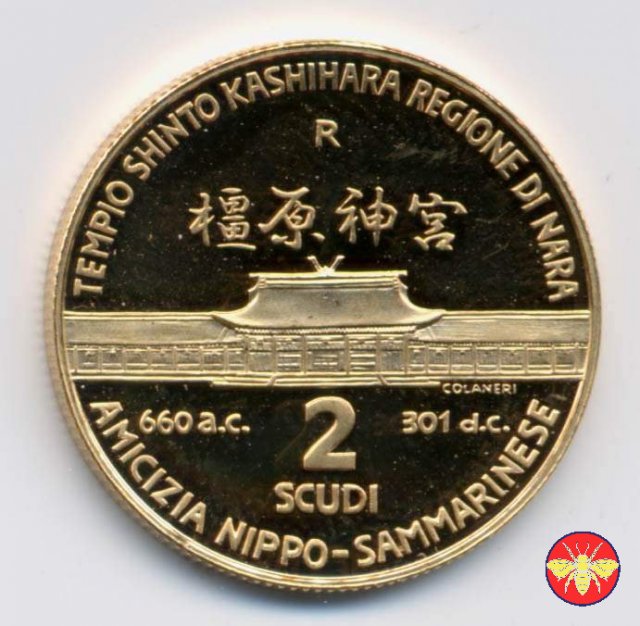 TEMPIO SHINTO KASHIHARA REGIONE DI NARA
R
橿原神宮
COLANERI
660 a.c.
2
301 d.c.
SCUDI
AMICIZIA NIPPO-SAMMARINESE